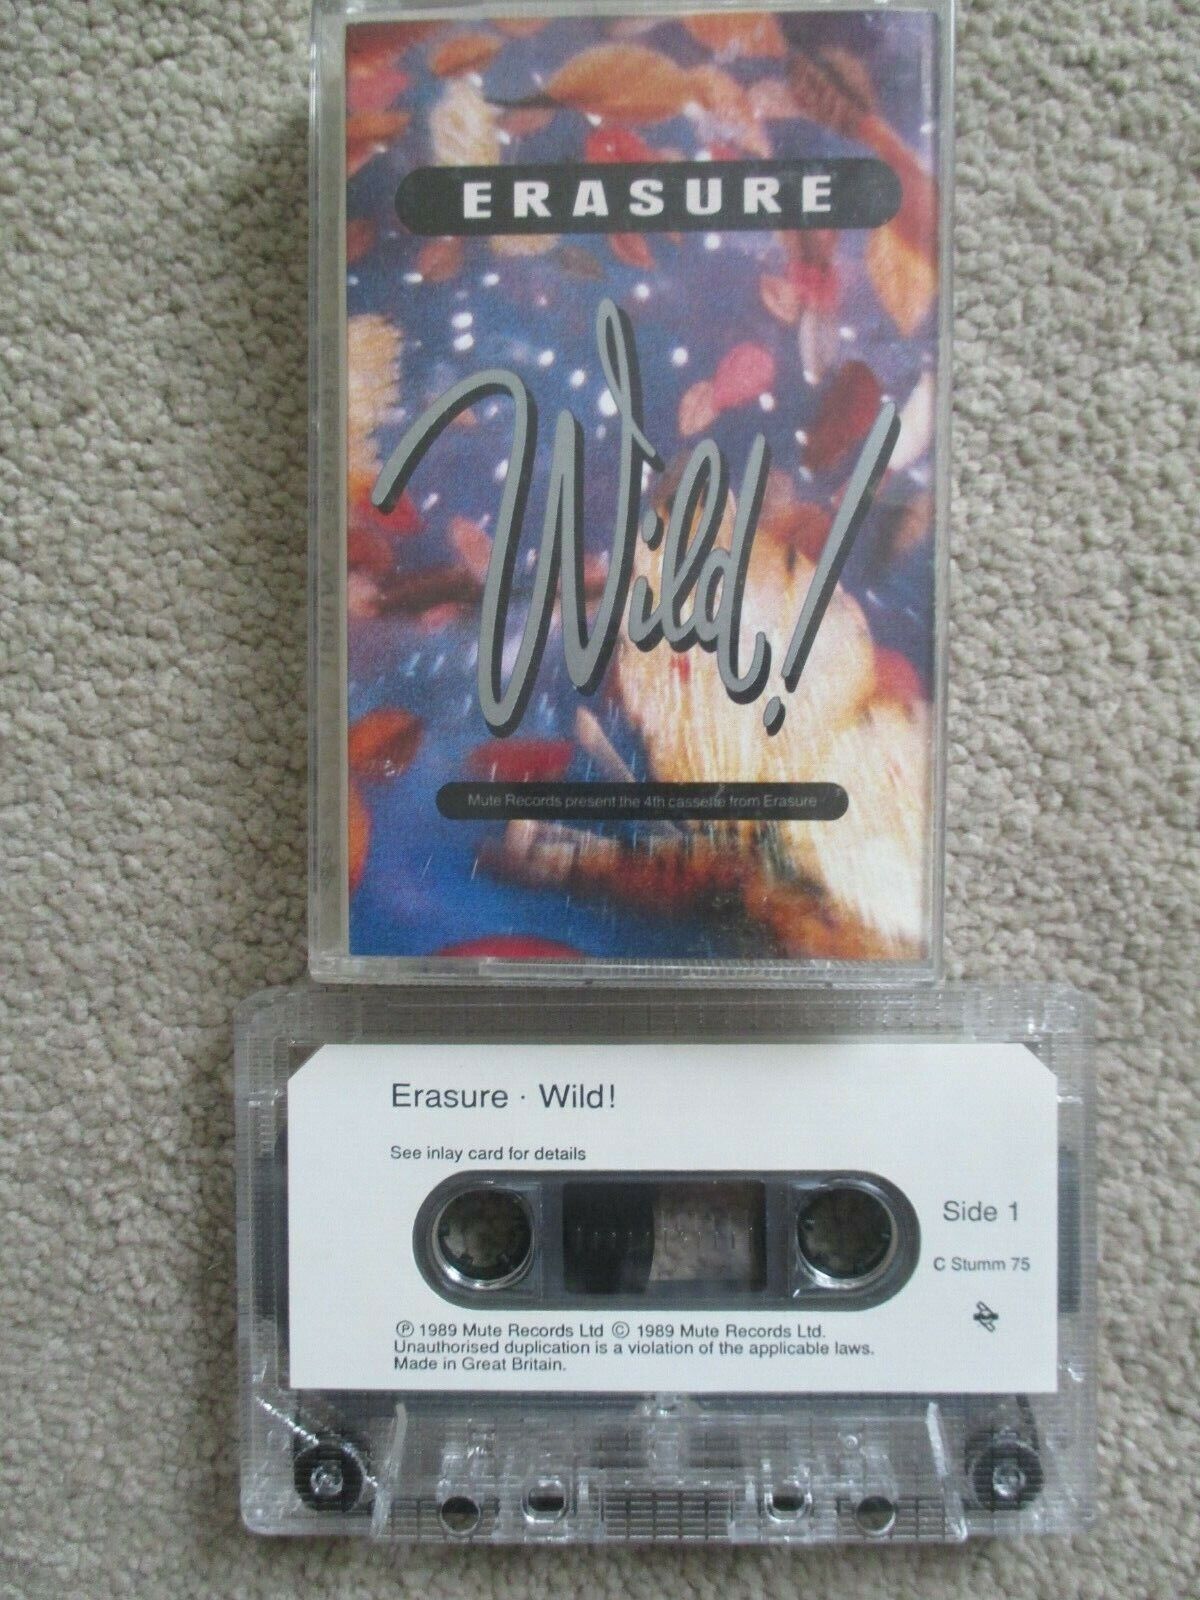 ERASURE
Wild!
Mute Records present the 4th cassette from Erasure
Erasure · Wild!
See inlay card for details
Side 1
C Stumm 75
Ⓟ 1989 Mute Records Ltd © 1989 Mute Records Ltd.
Unauthorised duplication is a violation of the applicable laws.
Made in Great Britain.